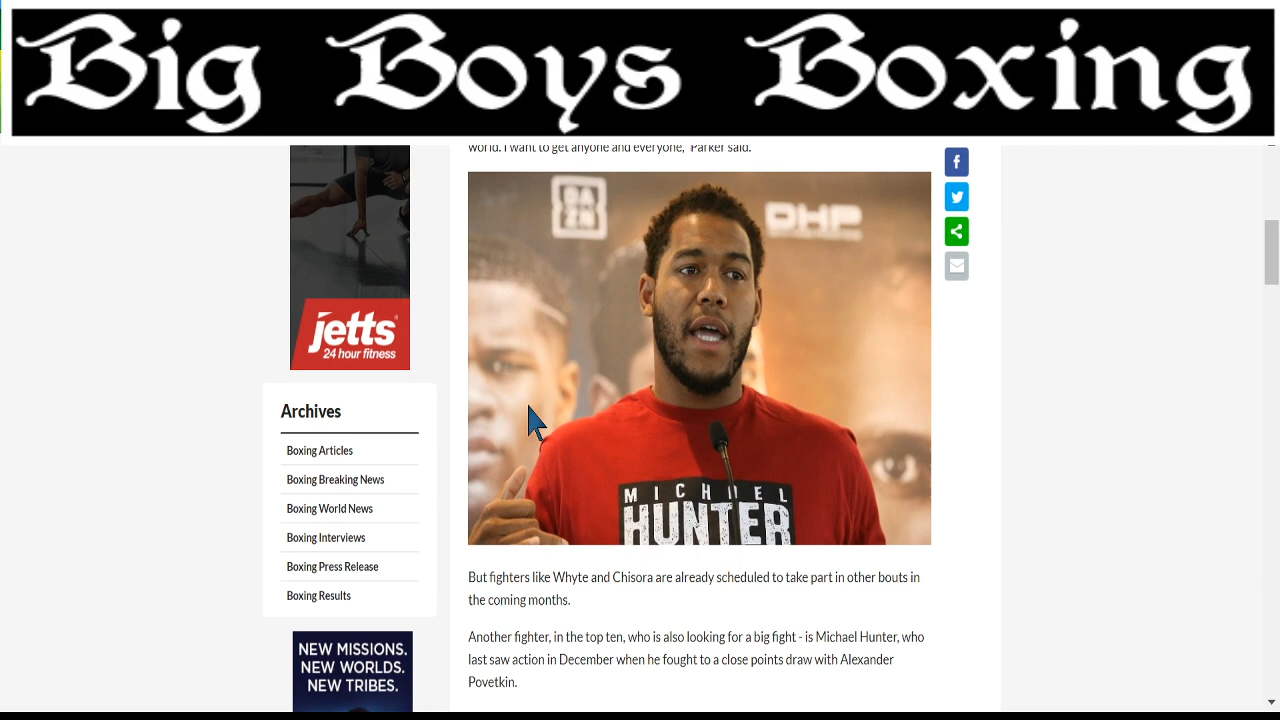 Big Boys Boxing
world. I want to get anyone and everyone," Parker said.
DAZN
DHP
MICHAEL
HUNTER
jetts
24 hour fitness
Archives
Boxing Articles
Boxing Breaking News
Boxing World News
Boxing Interviews
Boxing Press Release
Boxing Results
NEW MISSIONS.
NEW WORLDS.
NEW TRIBES.
But fighters like Whyte and Chisora are already scheduled to take part in other bouts in
the coming months.
Another fighter, in the top ten, who is also looking for a big fight - is Michael Hunter, who
last saw action in December when he fought to a close points draw with Alexander
Povetkin.